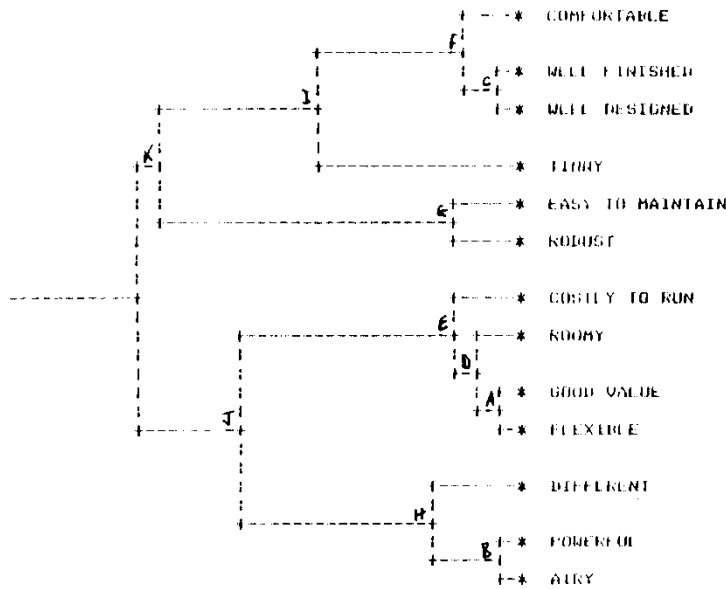 COMFORTABLE
F
C WELL FINISHED
I
WELL DESIGNED
K
TINNY
EASY TO MAINTAIN
G
ROBUST
COSTLY TO RUN
E
ROOMY
D
A GOOD VALUE
J
FLEXIBLE
DIFFERENT
H
POWERFUL
B
AIRY